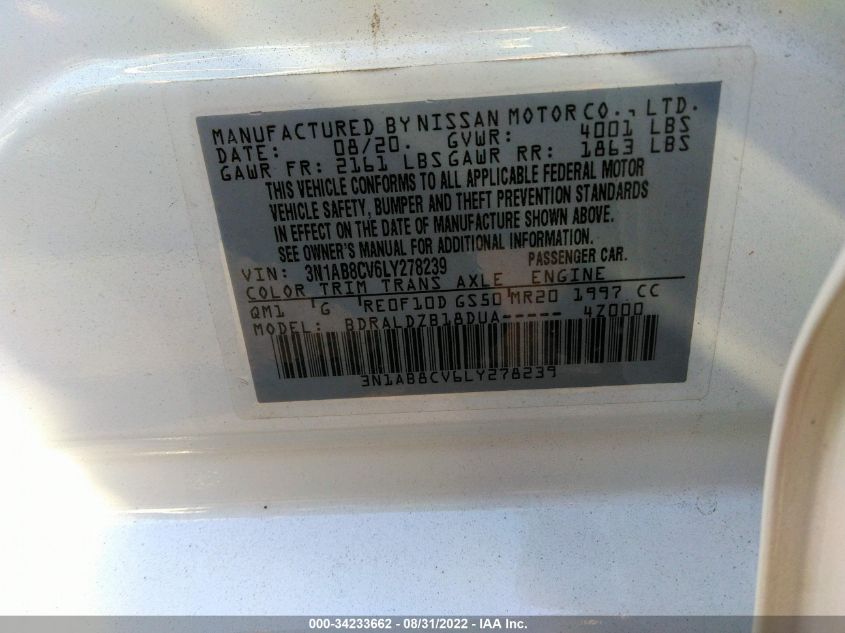 MANUFACTURED BY NISSAN MOTOR CO., LTD.
DATE: 08/20. GVWR: 4001 LBS
GAWR FR: 2161 LBS GAWR RR: 1863 LBS
THIS VEHICLE CONFORMS TO ALL APPLICABLE FEDERAL MOTOR
VEHICLE SAFETY, BUMPER AND THEFT PREVENTION STANDARDS
IN EFFECT ON THE DATE OF MANUFACTURE SHOWN ABOVE.
SEE OWNER'S MANUAL FOR ADDITIONAL INFORMATION.
VIN: 3N1AB8CV6LY278239 PASSENGER CAR.
COLOR TRIM TRANS AXLE ENGINE
QM1 G RE0F10D GS50 MR20 1997 CC
MODEL: BDRALDZB18DUA----- 4Z000
3N1AB8CV6LY278239
000-34233662 - 08/31/2022 - IAA Inc.